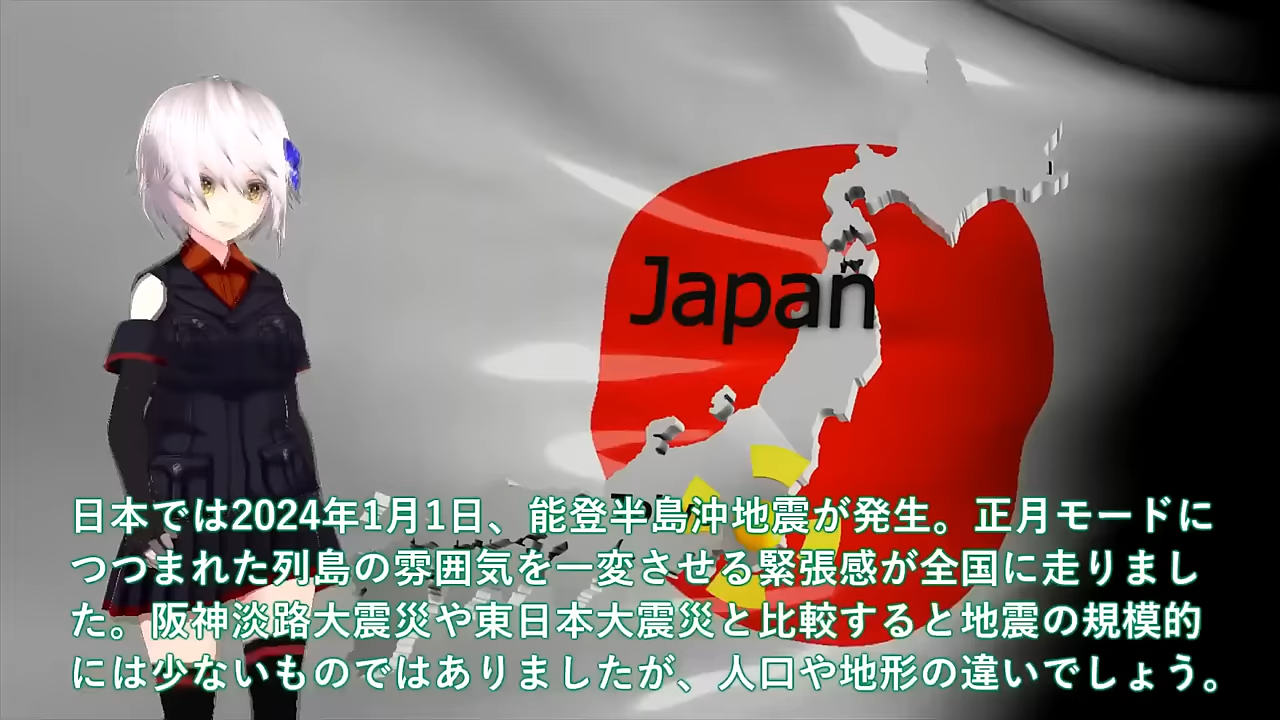 Japan
日本では2024年1月1日、能登半島沖地震が発生。正月モードに
つつまれた列島の雰囲気を一変させる緊張感が全国に走りまし
た。阪神淡路大震災や東日本大震災と比較すると地震の規模的
には少ないものではありましたが、人口や地形の違いでしょう。